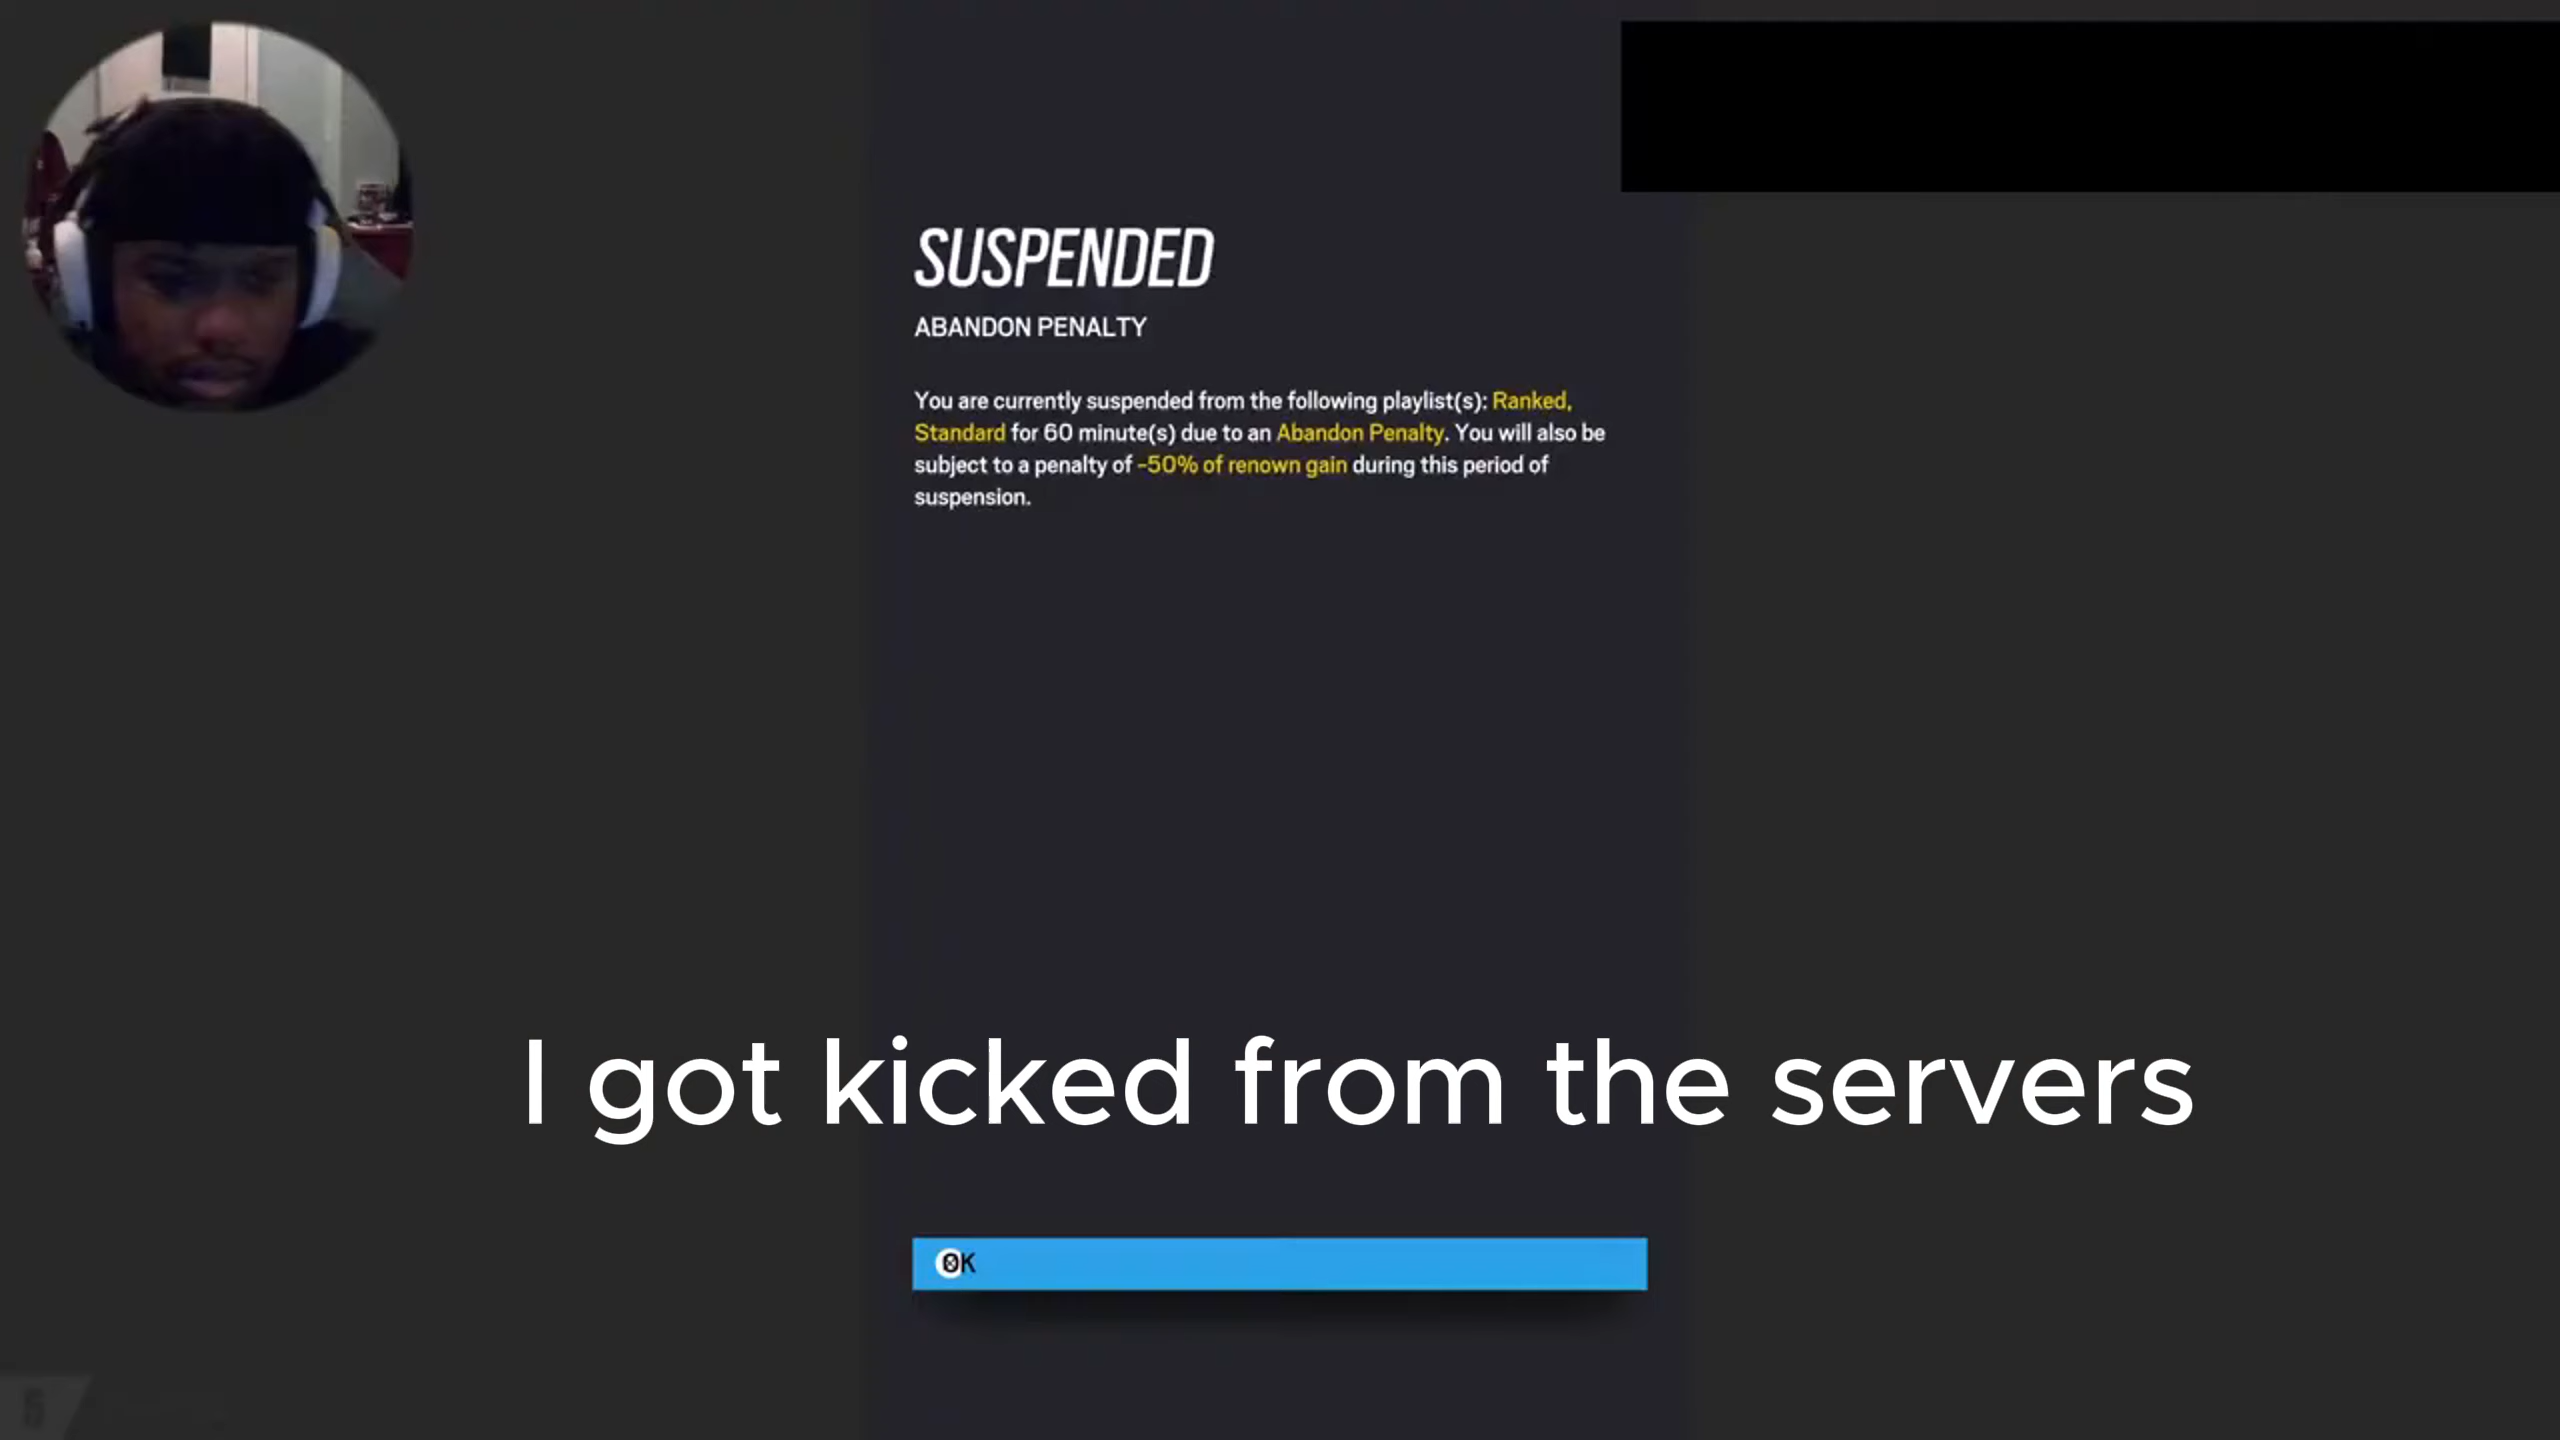 SUSPENDED
ABANDON PENALTY
You are currently suspended from the following playlist(s): Ranked,
Standard for 60 minute(s) due to an Abandon Penalty. You will also be
subject to a penalty of -50% of renown gain during this period of
suspension.
I got kicked from the servers
OK